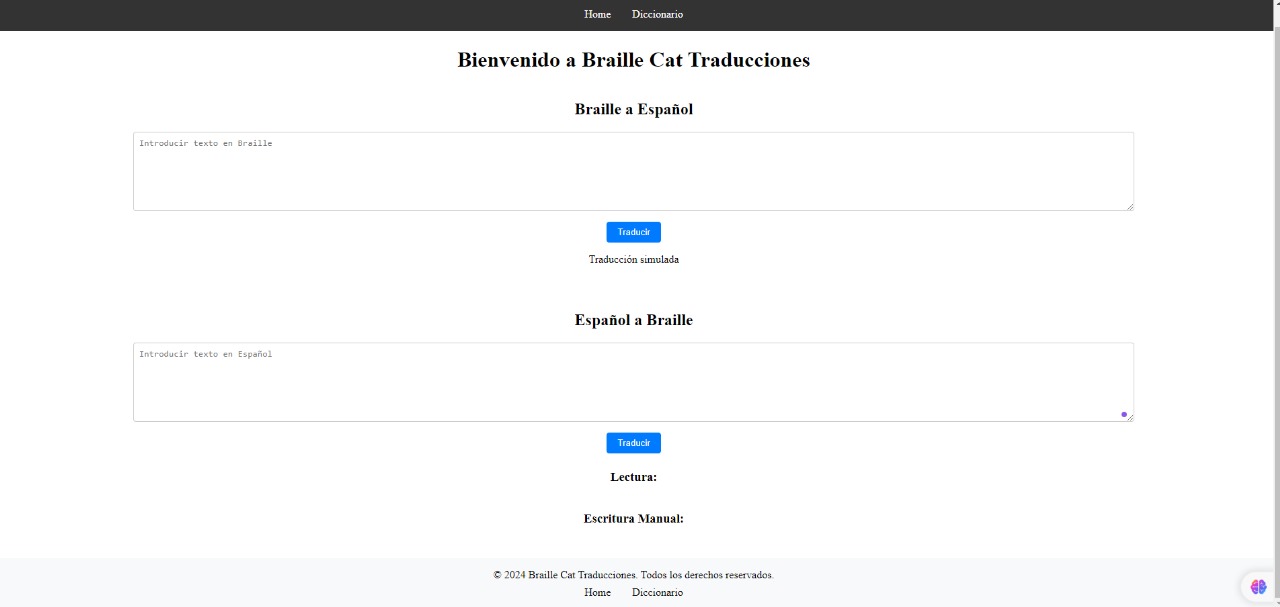 Home Diccionario
Bienvenido a Braille Cat Traducciones
Braille a Español
Introducir texto en Braille
Traducir
Traducción simulada
Español a Braille
Introducir texto en Español
Traducir
Lectura:
Escritura Manual:
© 2024 Braille Cat Traducciones. Todos los derechos reservados.
Home Diccionario